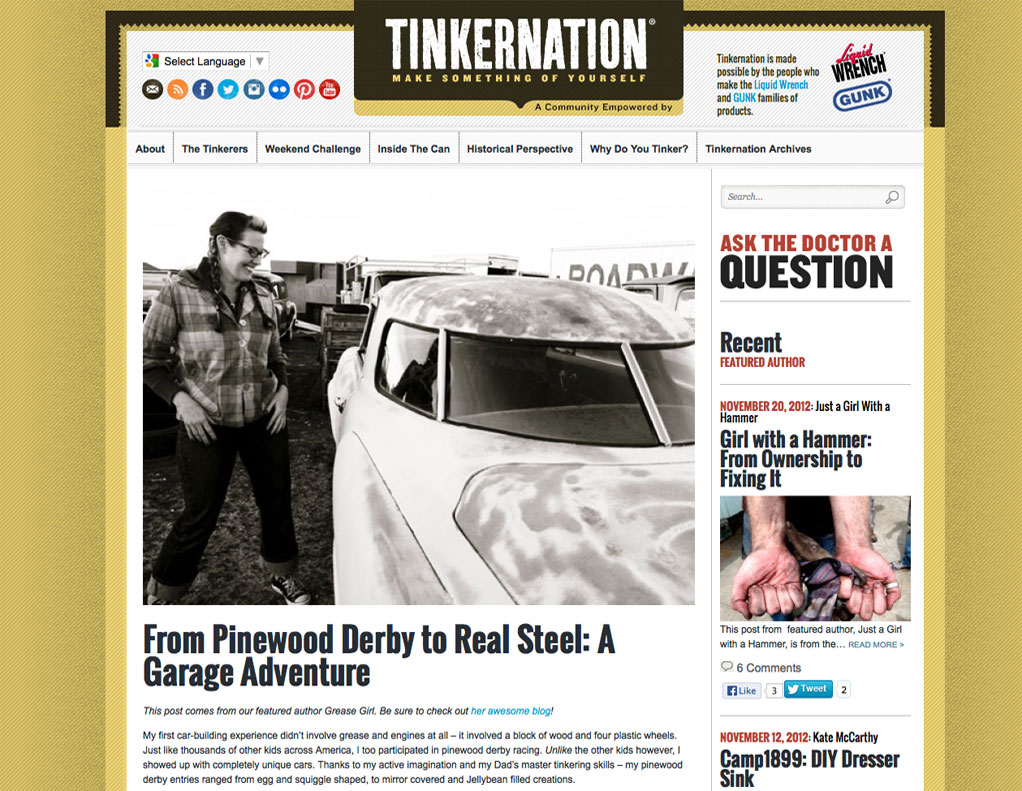 TINKERNATION®
MAKE SOMETHING OF YOURSELF
A Community Empowered by
Select Language ▼
You
Tube
Tinkernation is made
possible by the people who
make the Liquid Wrench
and GUNK families of
products.
Liquid
WRENCH
GUNK
About
The Tinkerers
Weekend Challenge
Inside The Can
Historical Perspective
Why Do You Tinker?
Tinkernation Archives
ROADW
From Pinewood Derby to Real Steel: A
Garage Adventure
This post comes from our featured author Grease Girl. Be sure to check out her awesome blog!
My first car-building experience didn’t involve grease and engines at all – it involved a block of wood and four plastic wheels.
Just like thousands of other kids across America, I too participated in pinewood derby racing. Unlike the other kids however, I
showed up with completely unique cars. Thanks to my active imagination and my Dad’s master tinkering skills – my pinewood
derby entries ranged from egg and squiggle shaped, to mirror covered and Jellybean filled creations.
Search...
ASK THE DOCTOR A
QUESTION
Recent
FEATURED AUTHOR
NOVEMBER 20, 2012: Just a Girl With a
Hammer
Girl with a Hammer:
From Ownership to
Fixing It
This post from featured author, Just a Girl
with a Hammer, is from the… READ MORE >
6 Comments
Like 3 Tweet 2
NOVEMBER 12, 2012: Kate McCarthy
Camp1899: DIY Dresser
Sink